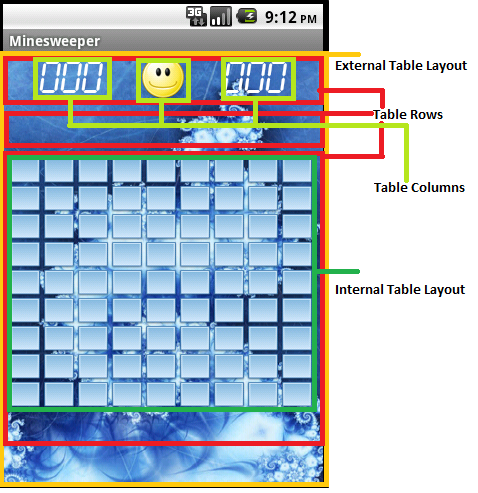 3G 9:12 PM
Minesweeper
000 000
External Table Layout
Table Rows
Table Columns
Internal Table Layout